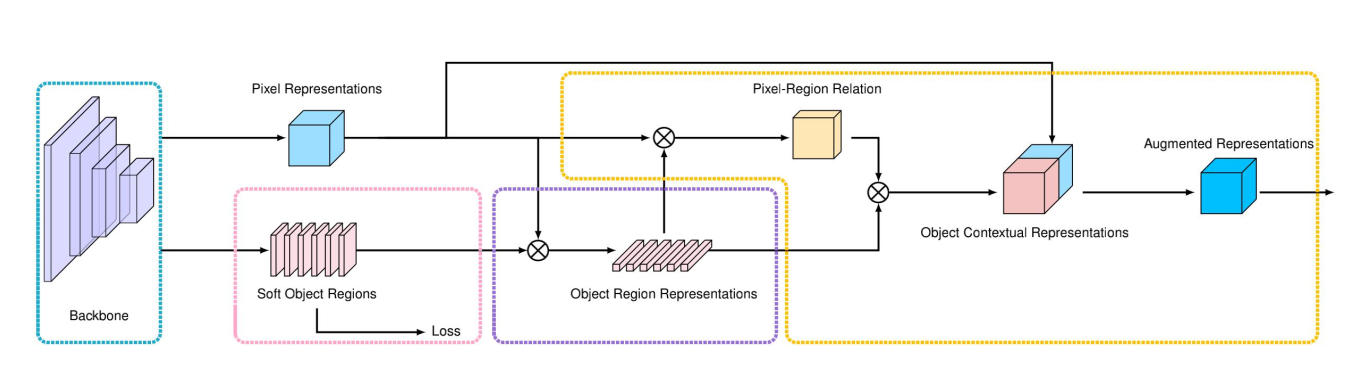 Pixel Representations
Pixel-Region Relation
Augmented Representations
Object Contextual Representations
Soft Object Regions
Object Region Representations
Backbone
Loss